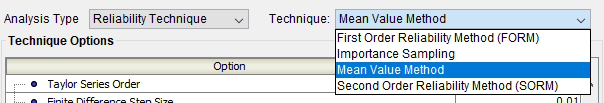 Analysis Type Reliability Technique Technique: Mean Value Method
First Order Reliability Method (FORM)
Technique Options
Importance Sampling
Option
Mean Value Method
Taylor Series Order
Second Order Reliability Method (SORM)
Finite Difference Step Size 0.01